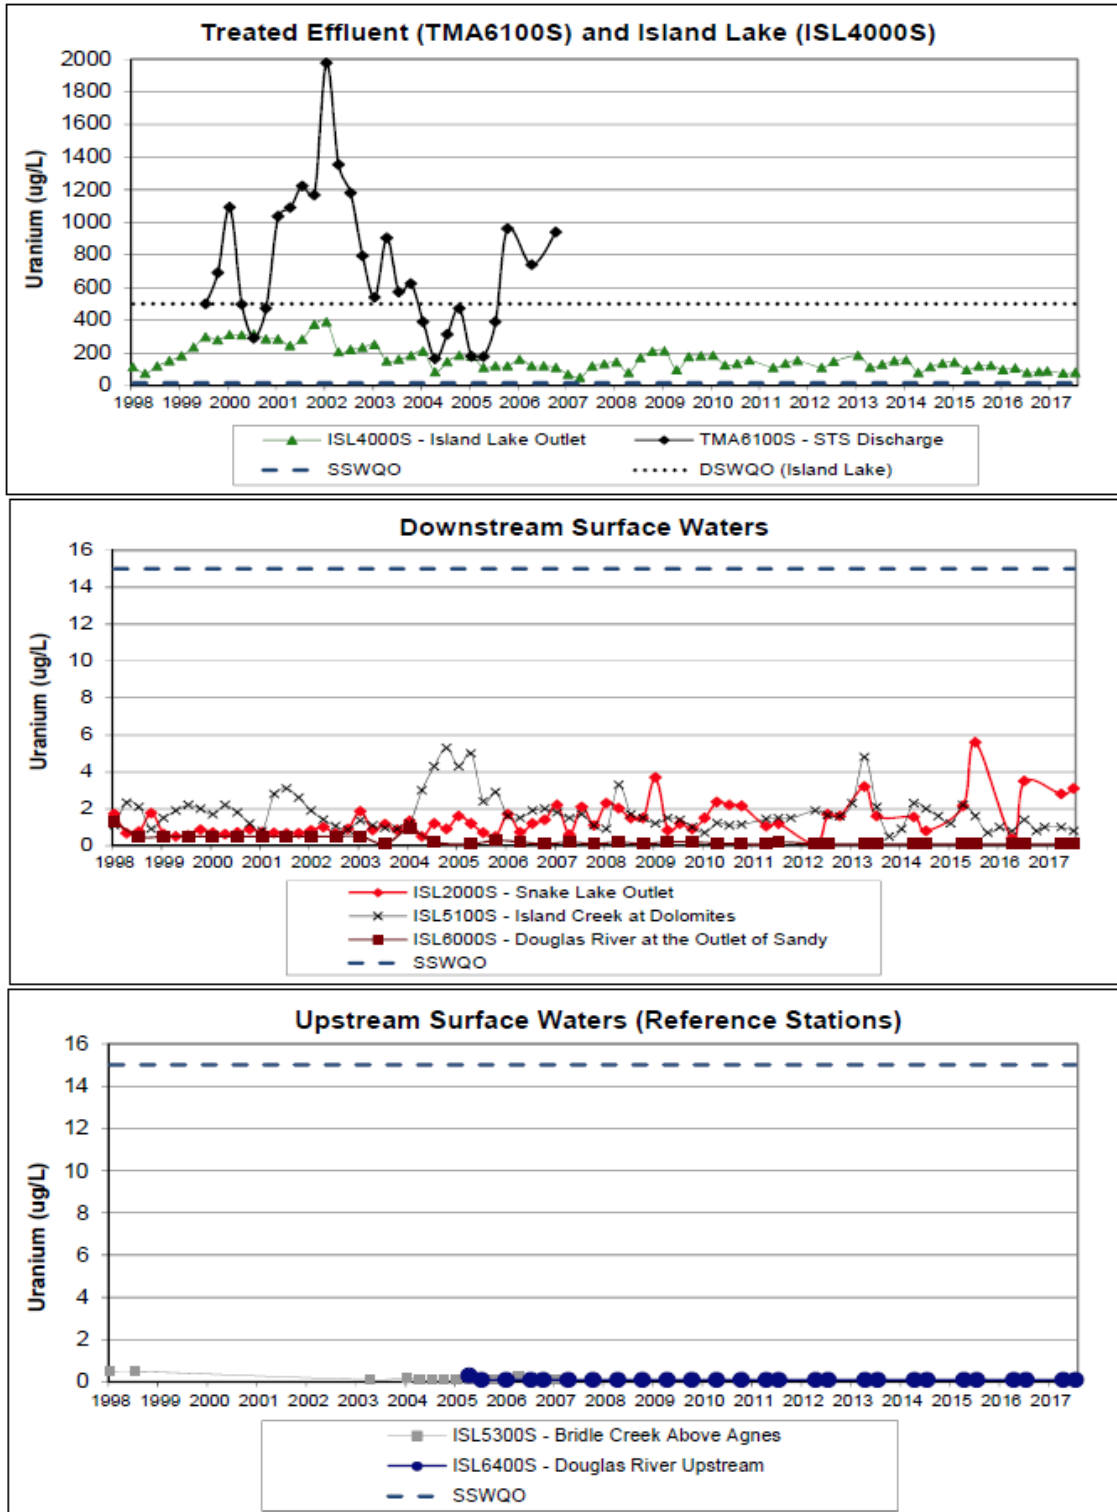 Treated Effluent (TMA6100S) and Island Lake (ISL4000S)
Uranium (ug/L)
2000
1800
1600
1400
1200
1000
800
600
400
200
0
1998 1999 2000 2001 2002 2003 2004 2005 2006 2007 2008 2009 2010 2011 2012 2013 2014 2015 2016 2017
ISL4000S - Island Lake Outlet TMA6100S - STS Discharge
SSWQO DSWQO (Island Lake)
Downstream Surface Waters
Uranium (ug/L)
16
14
12
10
8
6
4
2
0
1998 1999 2000 2001 2002 2003 2004 2005 2006 2007 2008 2009 2010 2011 2012 2013 2014 2015 2016 2017
ISL2000S - Snake Lake Outlet
ISL5100S - Island Creek at Dolomites
ISL6000S - Douglas River at the Outlet of Sandy
SSWQO
Upstream Surface Waters (Reference Stations)
Uranium (ug/L)
16
14
12
10
8
6
4
2
0
1998 1999 2000 2001 2002 2003 2004 2005 2006 2007 2008 2009 2010 2011 2012 2013 2014 2015 2016 2017
ISL5300S - Bridle Creek Above Agnes
ISL6400S - Douglas River Upstream
SSWQO